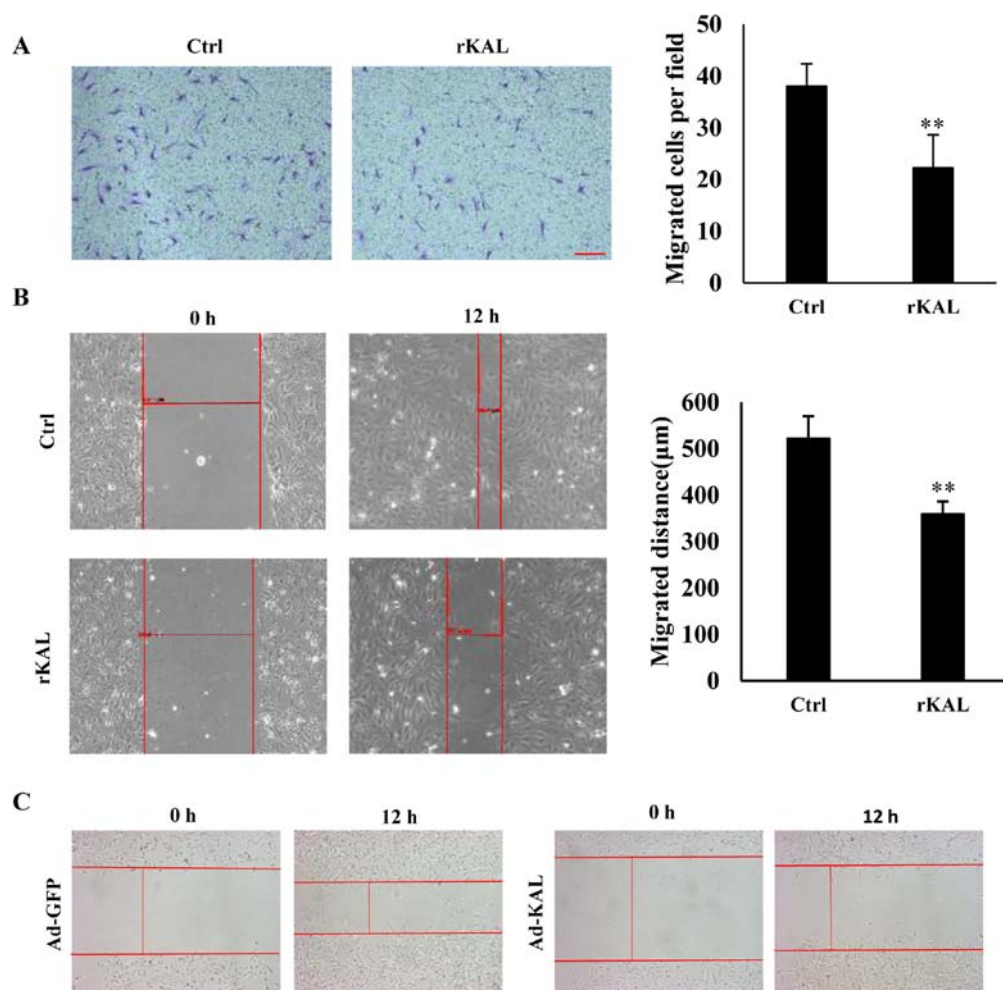 A
Ctrl
rKAL
Migrated cells per field
50
40
30
20
10
0
**
Ctrl
rKAL
B
0 h
12 h
Ctrl
rKAL
Migrated distance(μm)
600
500
400
300
200
100
0
**
Ctrl
rKAL
C
0 h
12 h
0 h
12 h
Ad-GFP
Ad-KAL